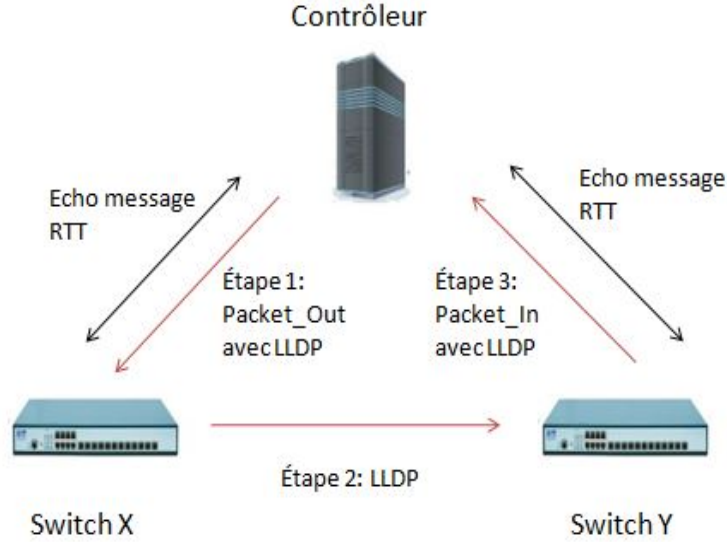 Contrôleur
Echo message
RTT
Echo message
RTT
Étape 1:
Packet_Out
avec LLDP
Étape 3:
Packet_In
avec LLDP
Étape 2: LLDP
Switch X
Switch Y